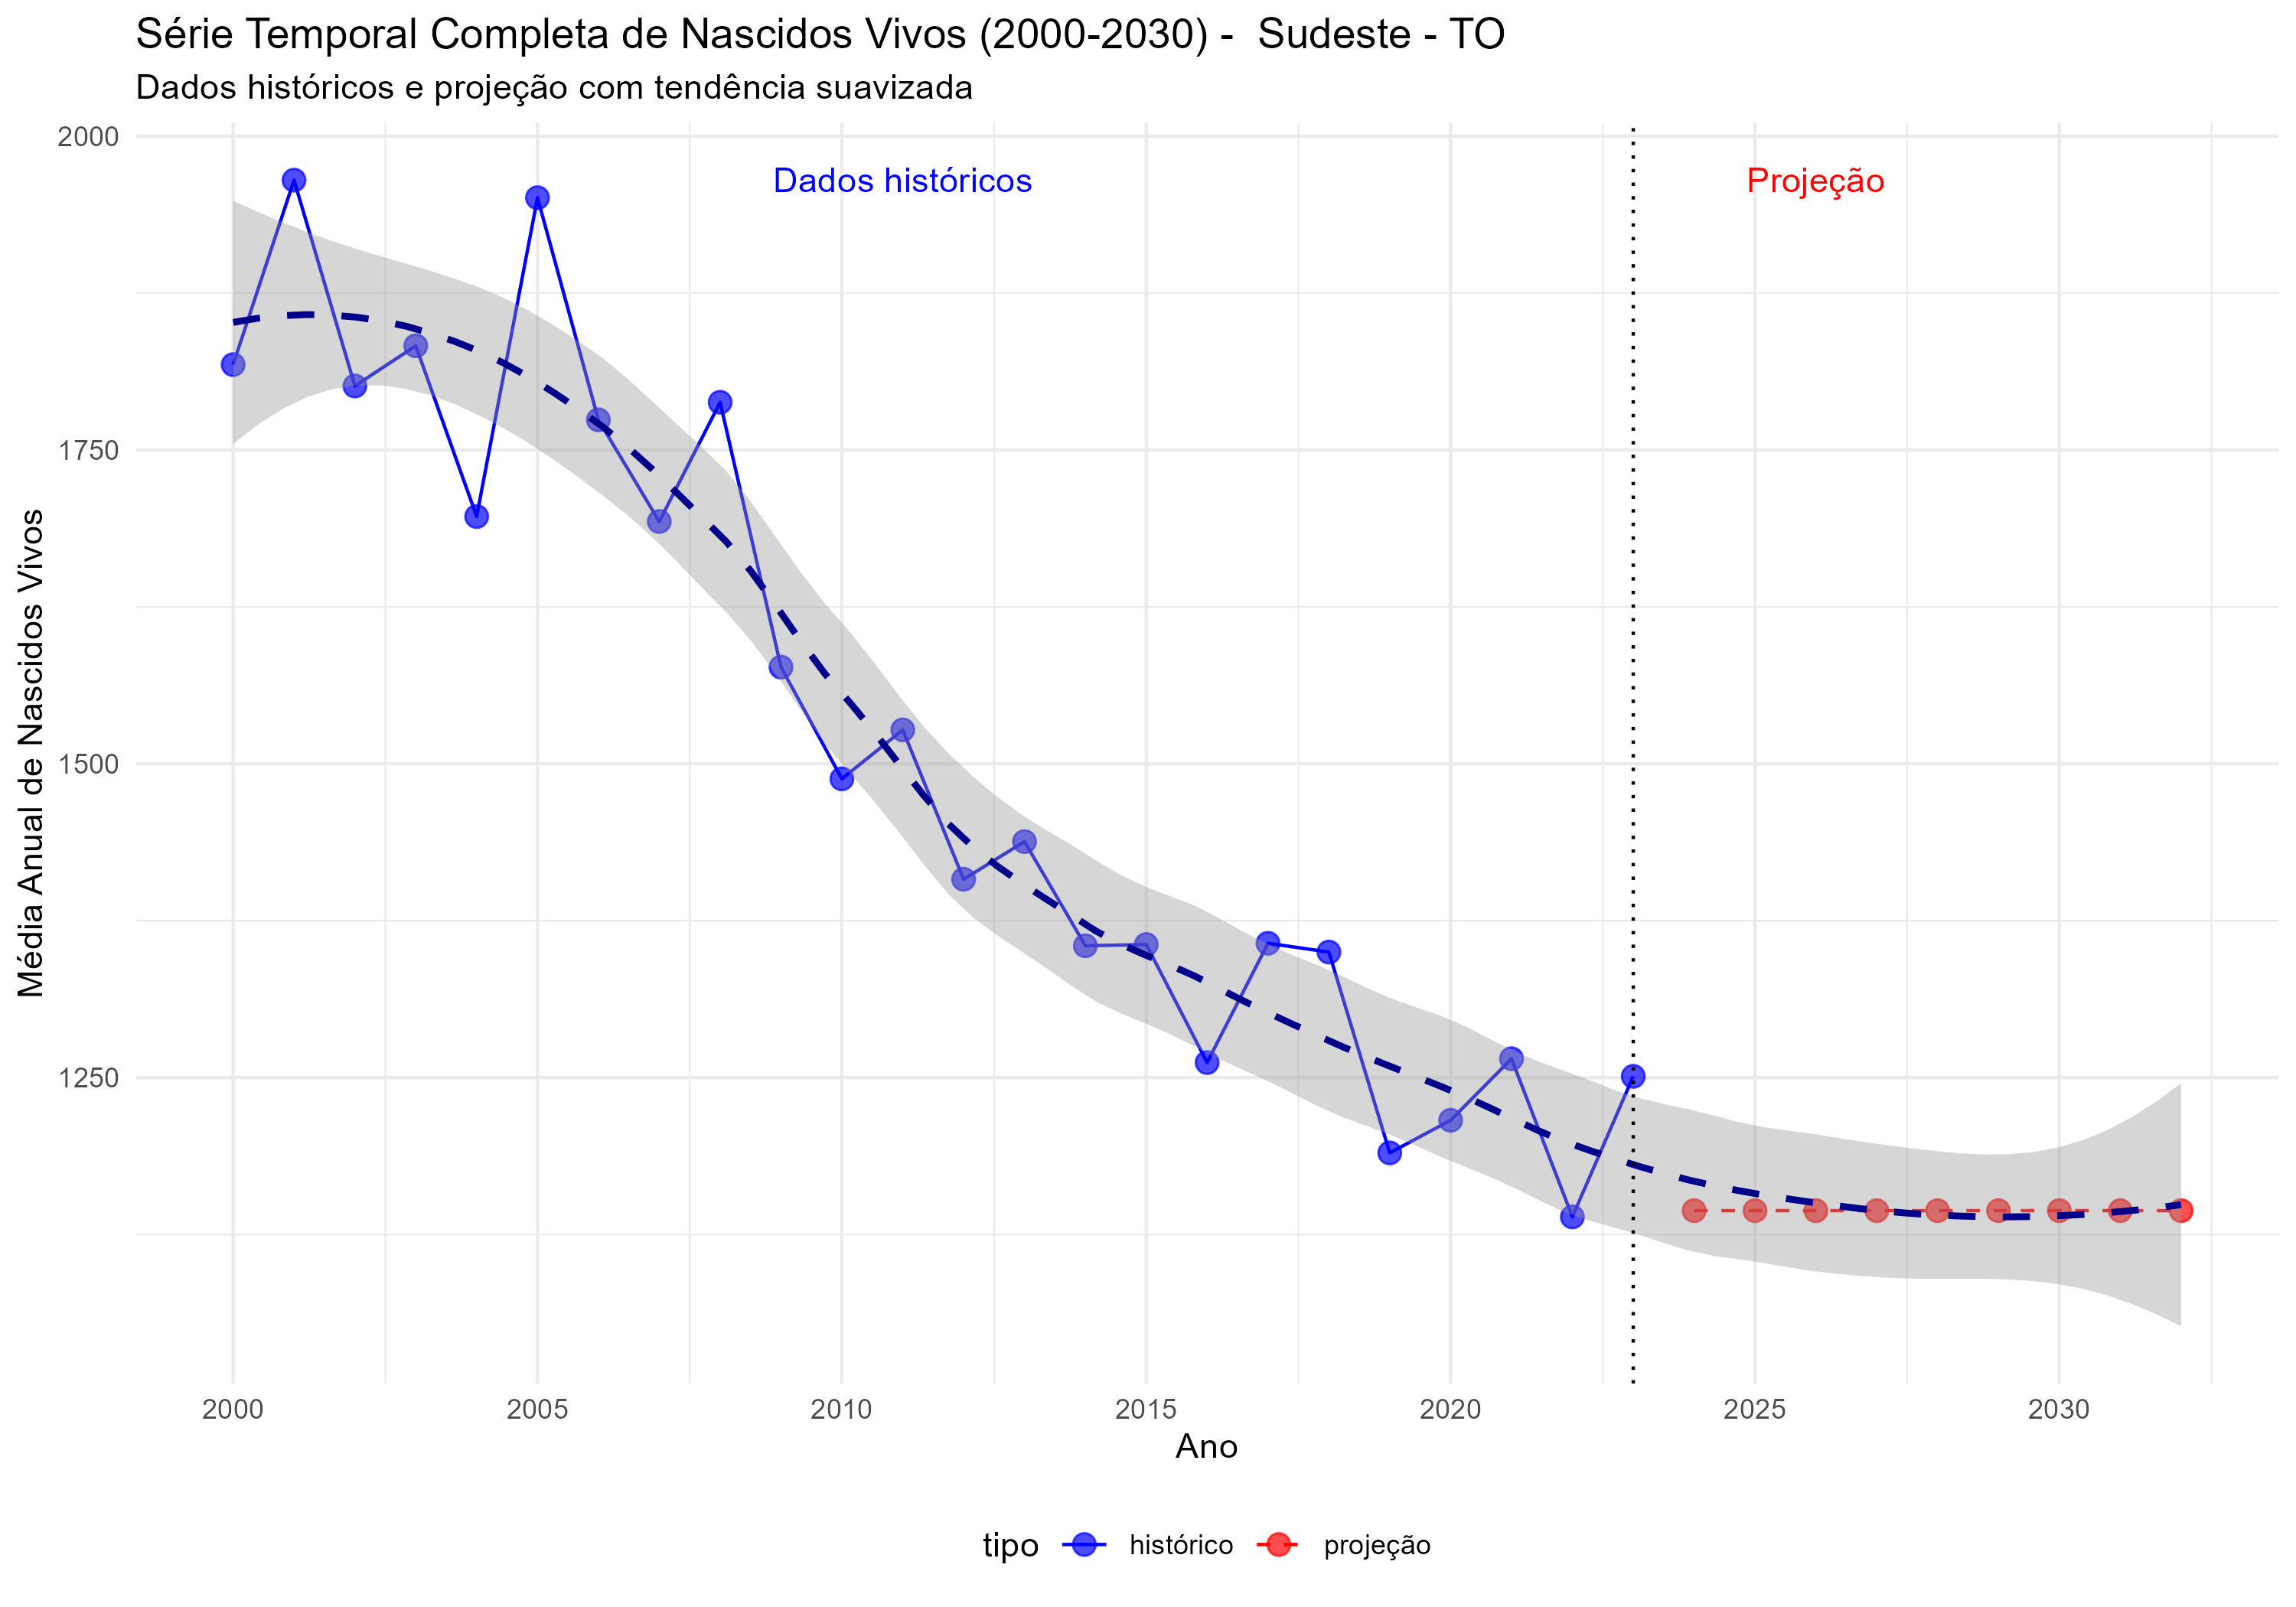 Série Temporal Completa de Nascidos Vivos (2000-2030) -  Sudeste - TO
Dados históricos e projeção com tendência suavizada
Média Anual de Nascidos Vivos
2000
1750
1500
1250
Dados históricos
Projeção
2000 2005 2010 2015 2020 2025 2030
Ano
tipo histórico projeção